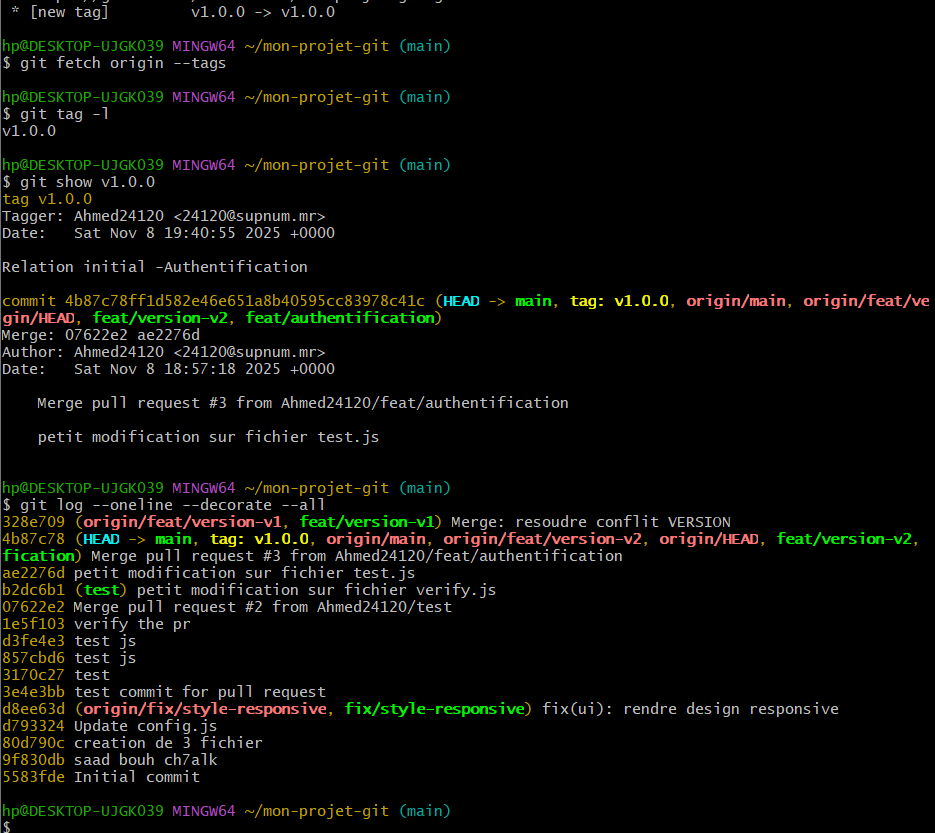 * [new tag]         v1.0.0 -> v1.0.0
hp@DESKTOP-UJGK039 MINGW64 ~/mon-projet-git (main)
$ git fetch origin --tags
hp@DESKTOP-UJGK039 MINGW64 ~/mon-projet-git (main)
$ git tag -l
v1.0.0
hp@DESKTOP-UJGK039 MINGW64 ~/mon-projet-git (main)
$ git show v1.0.0
tag v1.0.0
Tagger: Ahmed24120 <24120@supnum.mr>
Date:   Sat Nov 8 19:40:55 2025 +0000
Relation initial -Authentification
commit 4b87c78ff1d582e46e651a8b40595cc83978c41c (HEAD -> main, tag: v1.0.0, origin/main, origin/feat/ve
gin/HEAD, feat/version-v2, feat/authentification)
Merge: 07622e2 ae2276d
Author: Ahmed24120 <24120@supnum.mr>
Date:   Sat Nov 8 18:57:18 2025 +0000
    Merge pull request #3 from Ahmed24120/feat/authentification
    petit modification sur fichier test.js
hp@DESKTOP-UJGK039 MINGW64 ~/mon-projet-git (main)
$ git log --oneline --decorate --all
328e709 (origin/feat/version-v1, feat/version-v1) Merge: resoudre conflit VERSION
4b87c78 (HEAD -> main, tag: v1.0.0, origin/main, origin/feat/version-v2, origin/HEAD, feat/version-v2,
fication) Merge pull request #3 from Ahmed24120/feat/authentification
ae2276d petit modification sur fichier test.js
b2dc6b1 (test) petit modification sur fichier verify.js
07622e2 Merge pull request #2 from Ahmed24120/test
1e5f103 verify the pr
d3fe4e3 test js
857cbd6 test js
3170c27 test
3e4e3bb test commit for pull request
d8ee63d (origin/fix/style-responsive, fix/style-responsive) fix(ui): rendre design responsive
d793324 Update config.js
80d790c creation de 3 fichier
9f830db saad bouh ch7alk
5583fde Initial commit
hp@DESKTOP-UJGK039 MINGW64 ~/mon-projet-git (main)
$